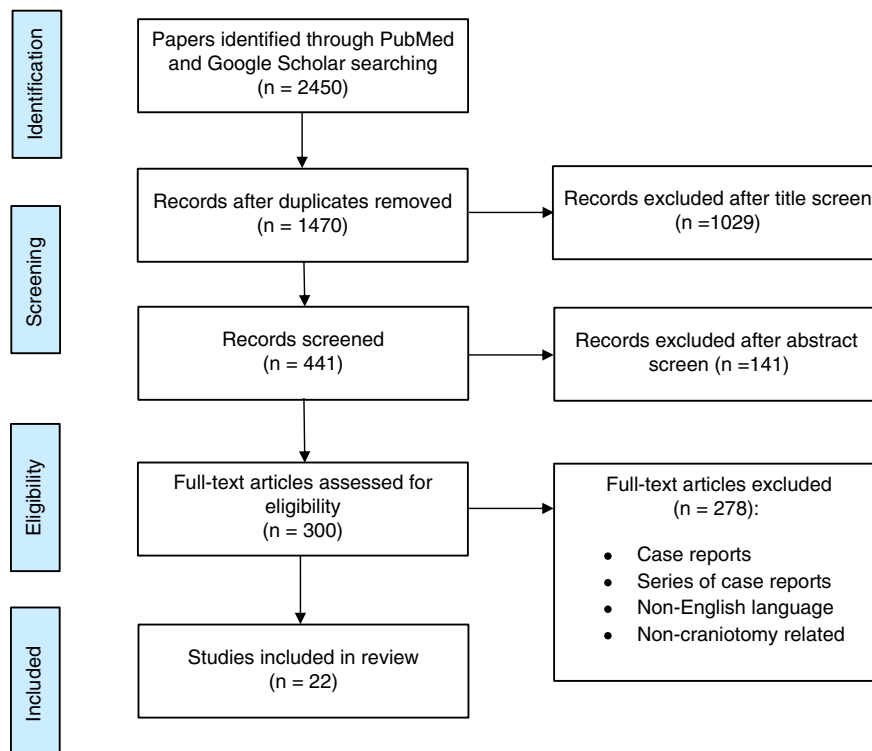 Identification
Papers identified through PubMed
and Google Scholar searching
(n = 2450)
Screening
Records after duplicates removed
(n = 1470)
Records excluded after title screen
(n =1029)
Records screened
(n = 441)
Records excluded after abstract
screen (n =141)
Eligibility
Full-text articles assessed for
eligibility
(n = 300)
Full-text articles excluded
(n = 278):
• Case reports
• Series of case reports
• Non-English language
• Non-craniotomy related
Included
Studies included in review
(n = 22)